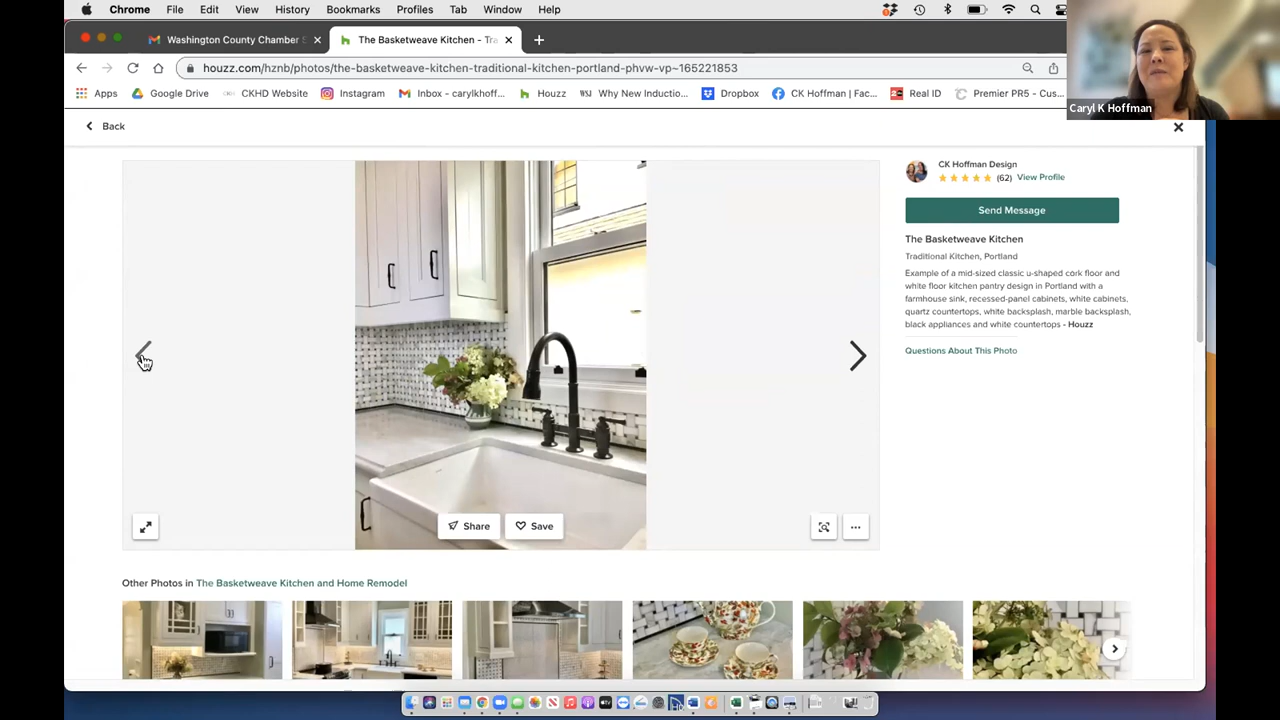 Chrome File Edit View History Bookmarks Profiles Tab Window Help
Washington County Chamber
The Basketweave Kitchen - Tra
houzz.com/hznb/photos/the-basketweave-kitchen-traditional-kitchen-portland-phvw-vp~165221853
Apps Google Drive CKHD Website Instagram Inbox - carylkhoff... Houzz WSJ Why New Inductio... Dropbox CK Hoffman | Fac... Real ID Premier PR5 - Cus...
Caryl K Hoffman
Back
CK Hoffman Design
(62) View Profile
Send Message
The Basketweave Kitchen
Traditional Kitchen, Portland
Example of a mid-sized classic u-shaped cork floor and
white floor kitchen pantry design in Portland with a
farmhouse sink, recessed-panel cabinets, white cabinets,
quartz countertops, white backsplash, marble backsplash,
black appliances and white countertops - Houzz
Questions About This Photo
Share Save
Other Photos in The Basketweave Kitchen and Home Remodel